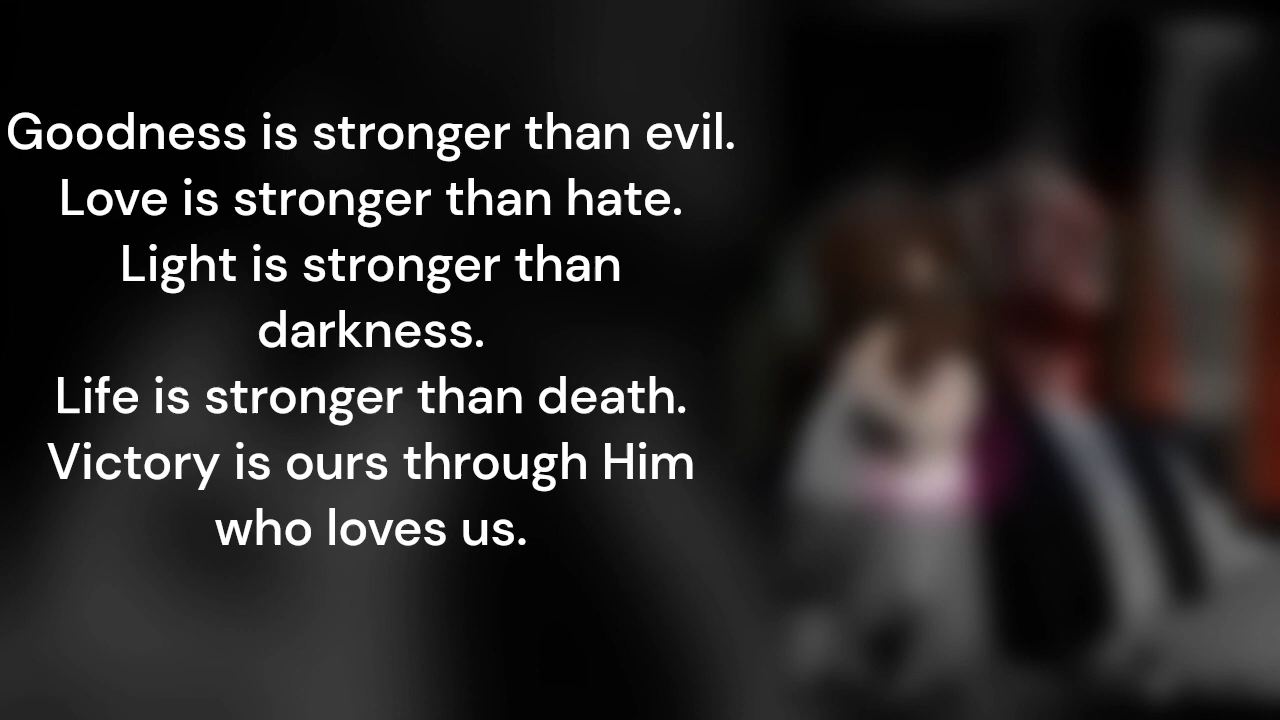 Goodness is stronger than evil.
Love is stronger than hate.
Light is stronger than
darkness.
Life is stronger than death.
Victory is ours through Him
who loves us.